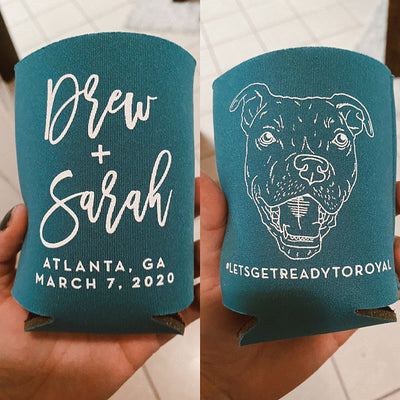 Drew
+
Sarah
ATLANTA, GA
MARCH 7, 2020
#LETSGETREADYTOROYAL